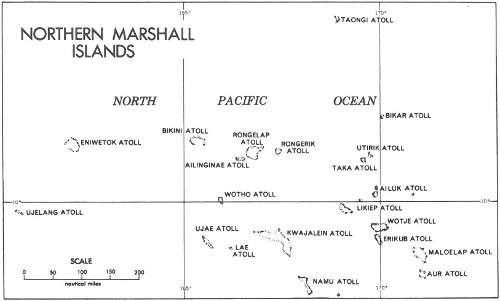 165°
170°
TAONGI ATOLL
NORTHERN MARSHALL
ISLANDS
NORTH PACIFIC OCEAN
BIKAR ATOLL
BIKINI ATOLL
ENIWETOK ATOLL
RONGELAP
ATOLL
RONGERIK
ATOLL
UTIRIK
ATOLL
AILINGINAE ATOLL
TAKA ATOLL
AILUK ATOLL
WOTHO ATOLL
10°
10°
LIKIEP ATOLL
UJELANG ATOLL
WOTJE ATOLL
UJAE ATOLL
KWAJALEIN ATOLL
ERIKUB ATOLL
LAE
ATOLL
MALOELAP ATOLL
SCALE
0 50 100 150 200
nautical miles
AUR ATOLL
NAMU ATOLL
165°
170°